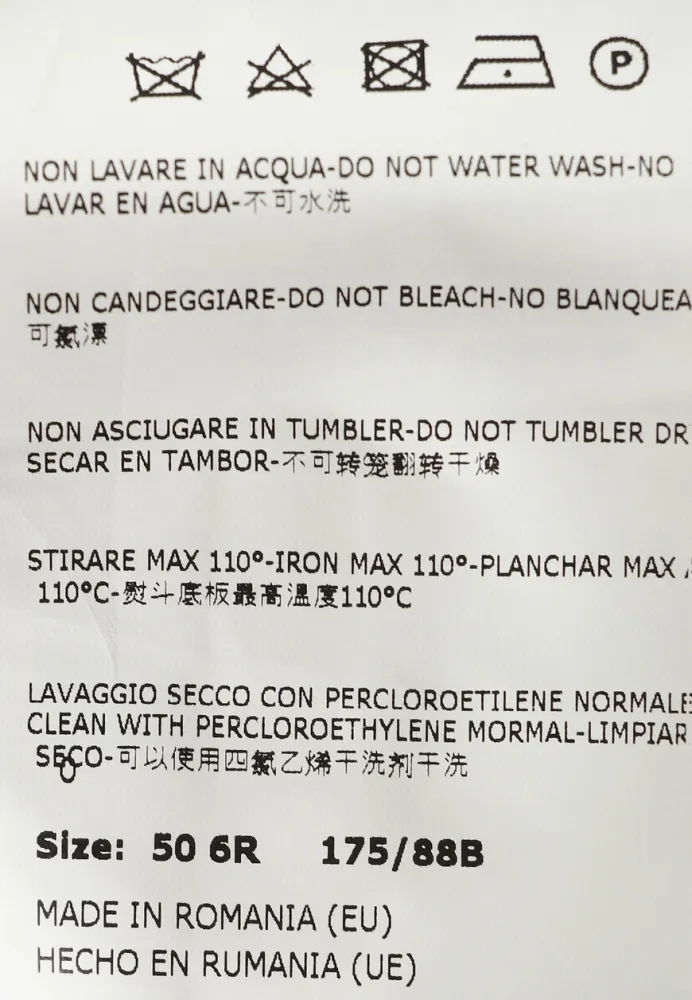 P
NON LAVARE IN ACQUA-DO NOT WATER WASH-NO
LAVAR EN AGUA-不可水洗
NON CANDEGGIARE-DO NOT BLEACH-NO BLANQUEA
可氯漂
NON ASCIUGARE IN TUMBLER-DO NOT TUMBLER DR
SECAR EN TAMBOR-不可转笼翻转干燥
STIRARE MAX 110°-IRON MAX 110°-PLANCHAR MAX
110°C-熨斗底板最高温度110°C
LAVAGGIO SECCO CON PERCLOROETILENE NORMALE
CLEAN WITH PERCLOROETHYLENE MORMAL-LIMPIAR
SECO-可以使用四氯乙烯干洗剂干洗
Size: 50 6R 175/88B
MADE IN ROMANIA (EU)
HECHO EN RUMANIA (UE)